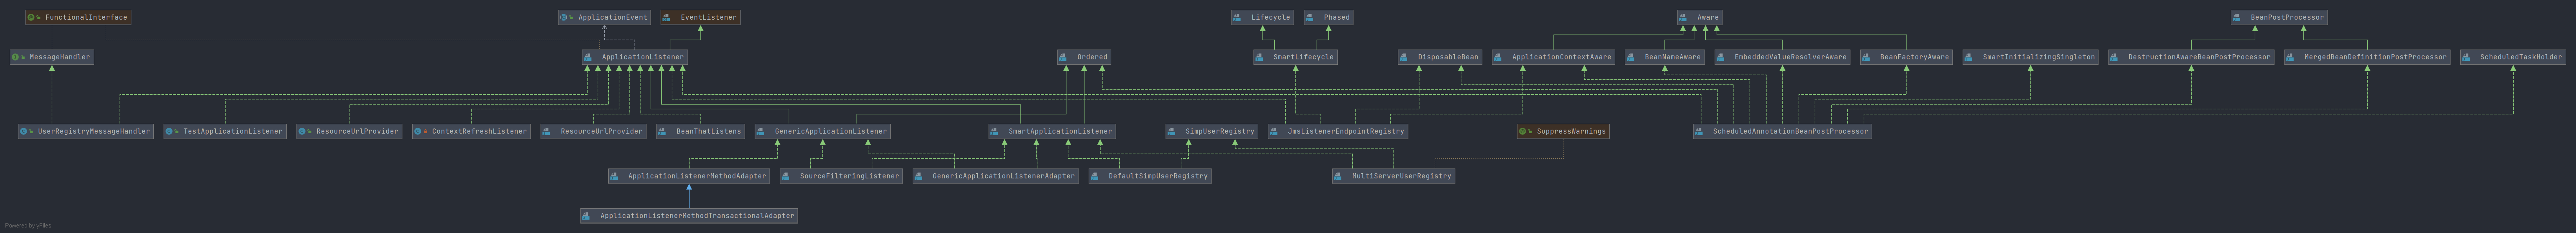 FunctionalInterface
ApplicationEvent
EventListener
Lifecycle
Phased
Aware
BeanPostProcessor
MessageHandler
ApplicationListener
Ordered
SmartLifecycle
DisposableBean
ApplicationContextAware
BeanNameAware
EmbeddedValueResolverAware
BeanFactoryAware
SmartInitializingSingleton
DestructionAwareBeanPostProcessor
MergedBeanDefinitionPostProcessor
ScheduledTaskHolder
UserRegistryMessageHandler
TestApplicationListener
ResourceUrlProvider
ContextRefreshListener
ResourceUrlProvider
BeanThatListens
GenericApplicationListener
SmartApplicationListener
SimpUserRegistry
JmsListenerEndpointRegistry
SuppressWarnings
ScheduledAnnotationBeanPostProcessor
ApplicationListenerMethodAdapter
SourceFilteringListener
GenericApplicationListenerAdapter
DefaultSimpUserRegistry
MultiServerUserRegistry
ApplicationListenerMethodTransactionalAdapter
Powered by yFiles